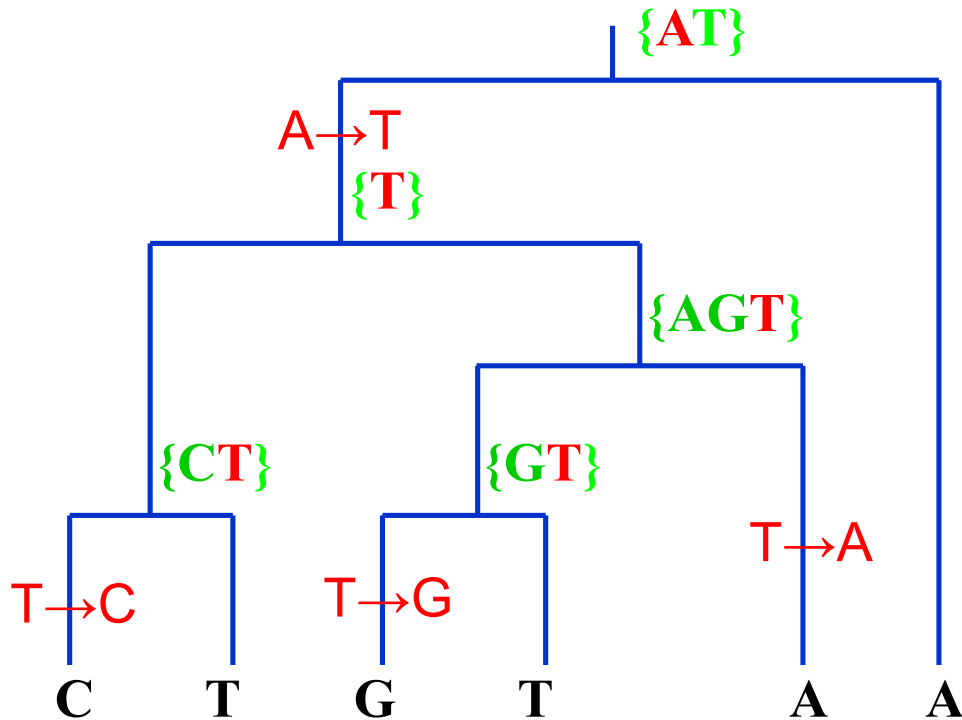 {AT}
A→T
{T}
{AGT}
{CT}
{GT}
T→A
T→C
T→G
C T G T A A